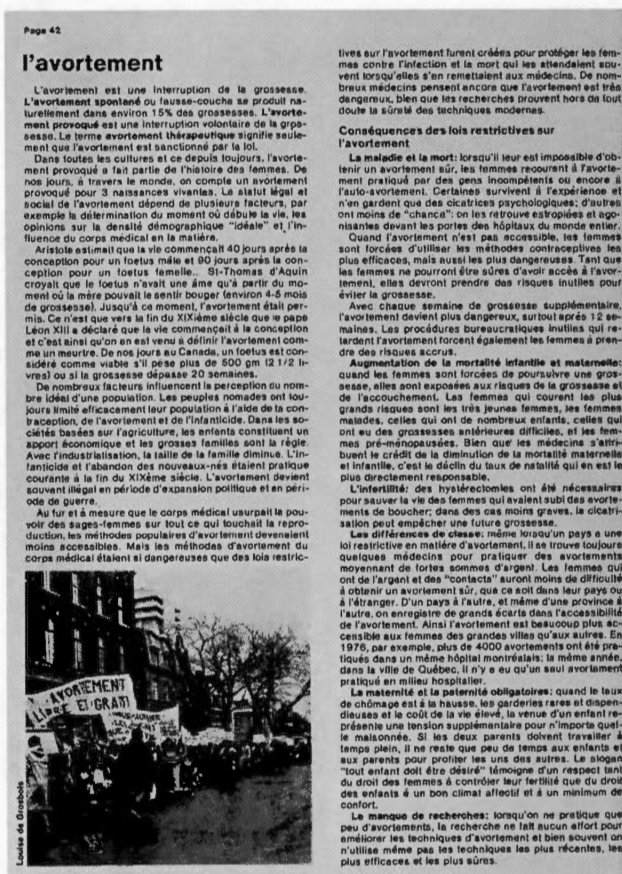 Page 42
l'avortement
L'avortement est une interruption de la grossesse.
L'avortement spontané ou fausse-couche se produit na-
turellement dans environ 15% des grossesses. L'avorte-
ment provoqué est une interruption volontaire de la gros-
sesse. Le terme avortement thérapeutique signifie seule-
ment que l'avortement est sanctionné par la loi.
Dans toutes les cultures et ce depuis toujours, l'avorte-
ment provoqué a fait partie de l'histoire des femmes. De
nos jours, à travers le monde, on compte un avortement
provoqué pour 3 naissances vivantes. Le statut légal et
social de l'avortement dépend de plusieurs facteurs, par
exemple la détermination du moment où débute la vie, les
opinions sur la densité démographique "idéale" et l'in-
fluence du corps médical en la matière.
Aristote estimait que la vie commençait 40 jours après la
conception pour un foetus mâle et 90 jours après la con-
ception pour un foetus femelle.. St-Thomas d'Aquin
croyait que le foetus n'avait une âme qu'à partir du mo-
ment où la mère pouvait le sentir bouger (environ 4-5 mois
de grossesse). Jusqu'à ce moment, l'avortement était per-
mis. Ce n'est que vers la fin du XIXième siècle que le pape
Léon XIII a déclaré que la vie commençait à la conception
et c'est ainsi qu'on en est venu à définir l'avortement com-
me un meurtre. De nos jours au Canada, un foetus est con-
sidéré comme viable s'il pèse plus de 500 gm (2 1/2 li-
vres) ou si la grossesse dépasse 20 semaines.
De nombreux facteurs influencent la perception du nom-
bre idéal d'une population. Les peuples nomades ont tou-
jours limité efficacement leur population à l'aide de la con-
traception, de l'avortement et de l'infanticide. Dans les so-
ciétés basées sur l'agriculture, les enfants constituent un
apport économique et les grosses familles sont la règle.
Avec l'industrialisation, la taille de la famille diminue. L'in-
fanticide et l'abandon des nouveaux-nés étaient pratique
courante à la fin du XIXème siècle. L'avortement devient
souvent illégal en période d'expansion politique et en péri-
ode de guerre.
Au fur et à mesure que le corps médical usurpait le pou-
voir des sages-femmes sur tout ce qui touchait la repro-
duction, les méthodes populaires d'avortement devenaient
moins accessibles. Mais les méthodes d'avortement du
corps médical étaient si dangereuses que des lois restric-
AVORTEMENT
LIBRE ET GRATUIT
Louise de Grosbois
tives sur l'avortement furent créées pour protéger les fem-
mes contre l'infection et la mort qui les attendaient sou-
vent lorsqu'elles s'en remettaient aux médecins. De nom-
breux médecins pensent encore que l'avortement est très
dangereux, bien que les recherches prouvent hors de tout
doute la sûreté des techniques modernes.
Conséquences des lois restrictives sur
l'avortement
La maladie et la mort: lorsqu'il leur est impossible d'ob-
tenir un avortement sûr, les femmes recourent à l'avorte-
ment pratiqué par des gens incompétents ou encore à
l'auto-avortement. Certaines survivent à l'expérience et
n'en gardent que des cicatrices psychologiques; d'autres
ont moins de "chance": on les retrouve estropiées et ago-
nisantes devant les portes des hôpitaux du monde entier.
Quand l'avortement n'est pas accessible, les femmes
sont forcées d'utiliser les méthodes contraceptives les
plus efficaces, mais aussi les plus dangereuses. Tant que
les femmes ne pourront être sûres d'avoir accès à l'avor-
tement, elles devront prendre des risques inutiles pour
éviter la grossesse.
Avec chaque semaine de grossesse supplémentaire,
l'avortement devient plus dangereux, surtout après 12 se-
maines. Les procédures bureaucratiques inutiles qui re-
tardent l'avortement forcent également les femmes à pren-
dre des risques accrus.
Augmentation de la mortalité infantile et maternelle:
quand les femmes sont forcées de poursuivre une gros-
sesse, elles sont exposées aux risques de la grossesse et
de l'accouchement. Les femmes qui courent les plus
grands risques sont les très jeunes femmes, les femmes
malades, celles qui ont de nombreux enfants, celles qui
ont eu des grossesses antérieures difficiles, et les fem-
mes pré-ménopausées. Bien que les médecins s'attri-
buent le crédit de la diminution de la mortalité maternelle
et infantile, c'est le déclin du taux de natalité qui en est le
plus directement responsable.
L'infertilité: des hystérectomies ont été nécessaires
pour sauver la vie des femmes qui avaient subi des avorte-
ments de boucher; dans des cas moins graves, la cicatri-
sation peut empêcher une future grossesse.
Les différences de classe: même lorsqu'un pays a une
loi restrictive en matière d'avortement, il se trouve toujours
quelques médecins pour pratiquer des avortements
moyennant de fortes sommes d'argent. Les femmes qui
ont de l'argent et des "contacts" auront moins de difficulté
à obtenir un avortement sûr, que ce soit dans leur pays ou
à l'étranger. D'un pays à l'autre, et même d'une province à
l'autre, on enregistre de grands écarts dans l'accessibilité
de l'avortement. Ainsi l'avortement est beaucoup plus ac-
cessible aux femmes des grandes villes qu'aux autres. En
1976, par exemple, plus de 4000 avortements ont été pra-
tiqués dans un même hôpital montréalais; la même année,
dans la ville de Québec, il n'y a eu qu'un seul avortement
pratiqué en milieu hospitalier.
La maternité et la paternité obligatoires: quand le taux
de chômage est à la hausse, les garderies rares et dispen-
dieuses et le coût de la vie élevé, la venue d'un enfant re-
présente une tension supplémentaire pour n'importe quel-
le maisonnée. Si les deux parents doivent travailler à
temps plein, il ne reste que peu de temps aux enfants et
aux parents pour profiter les uns des autres. Le slogan
"tout enfant doit être désiré" témoigne d'un respect tant
du droit des femmes à contrôler leur fertilité que du droit
des enfants à un bon climat affectif et à un minimum de
confort.
Le manque de recherches: lorsqu'on ne pratique que
peu d'avortements, la recherche ne fait aucun effort pour
améliorer les techniques d'avortement et bien souvent on
n'utilise même pas les techniques les plus récentes, les
plus efficaces et les plus sûres.